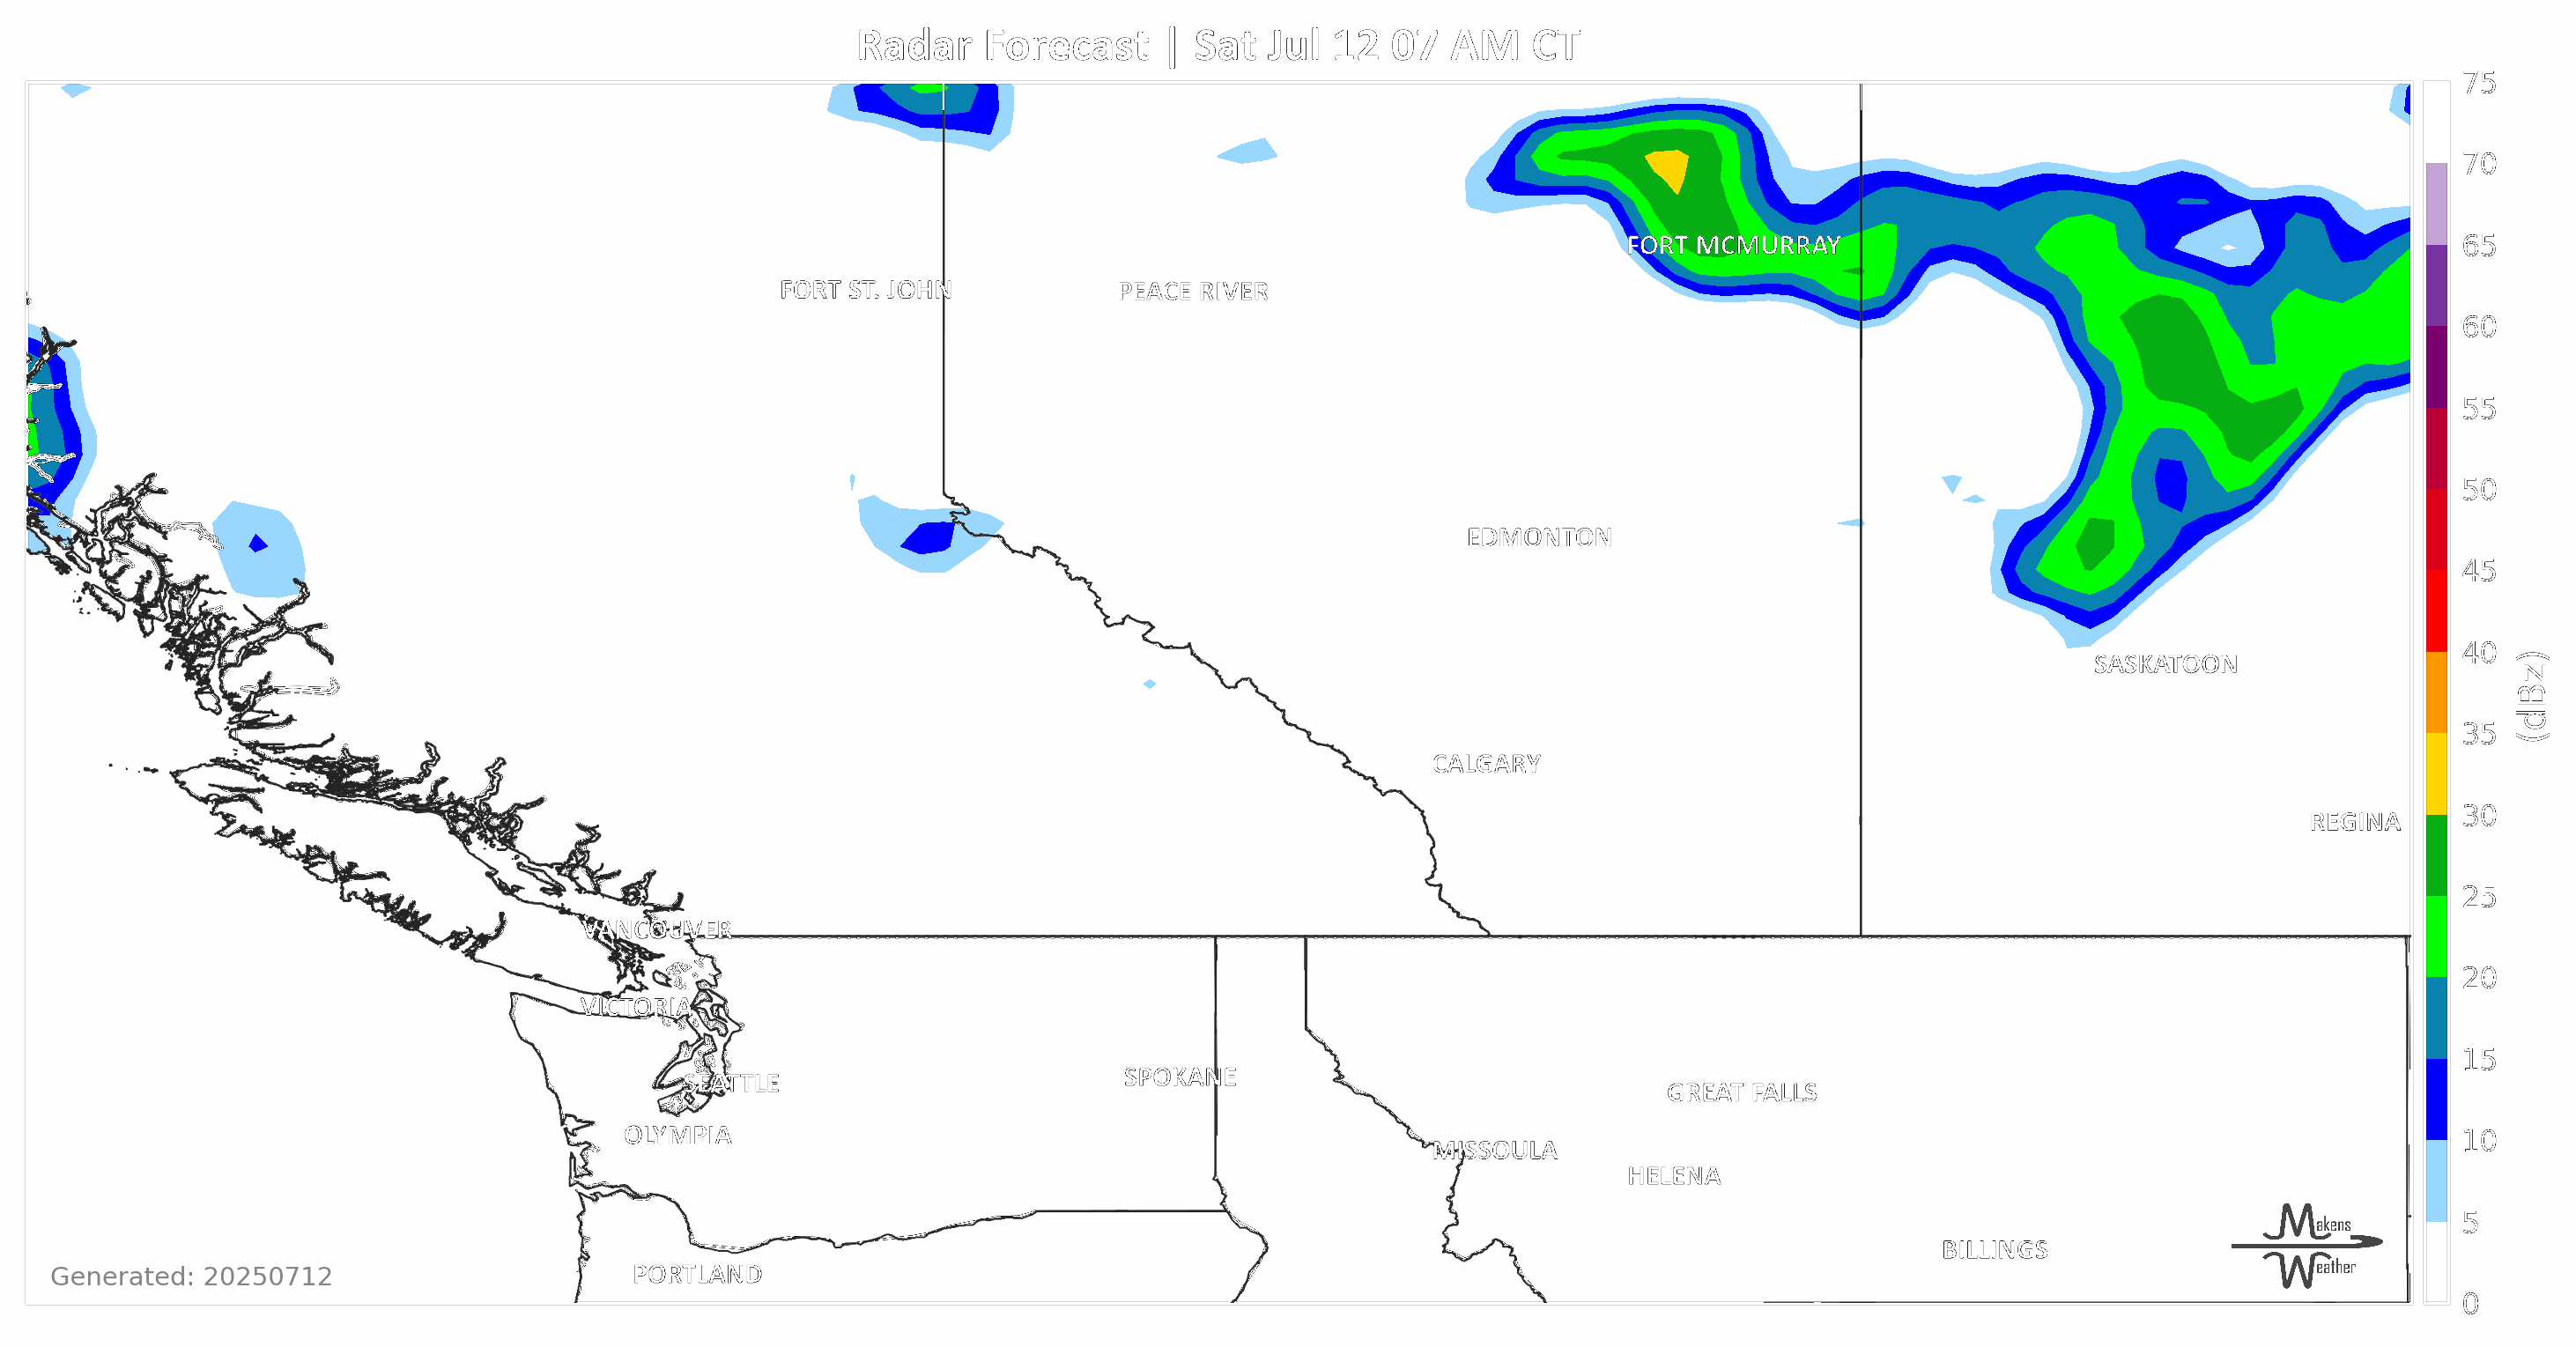 Radar Forecast | Sat Jul 12 07 AM CT
75
70
65
60
55
50
45
40
35
30
25
20
15
10
5
0
(dBz)
FORT MCMURRAY
FORT ST. JOHN
PEACE RIVER
EDMONTON
SASKATOON
CALGARY
REGINA
VANCOUVER
VICTORIA
SEATTLE
SPOKANE
GREAT FALLS
OLYMPIA
MISSOULA
HELENA
BILLINGS
PORTLAND
Makens
Weather
Generated: 20250712